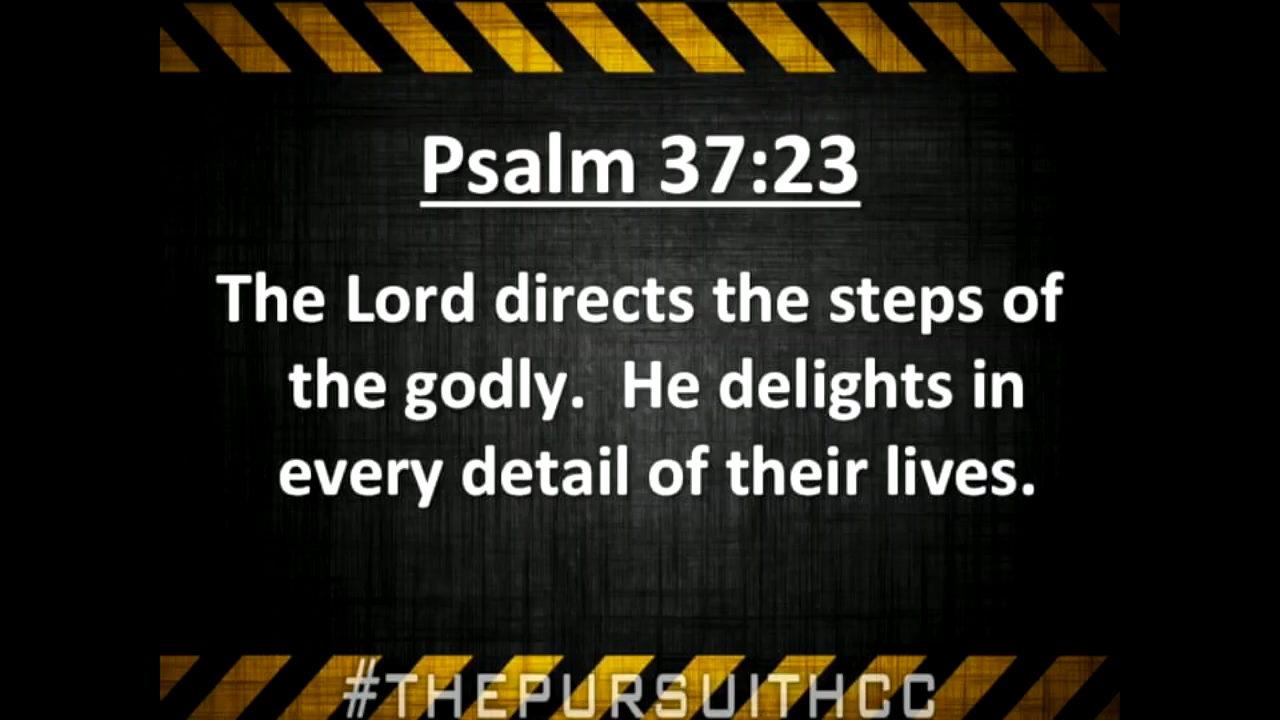 Psalm 37:23
The Lord directs the steps of
the godly.  He delights in
every detail of their lives.
#THEPURSUITHCC